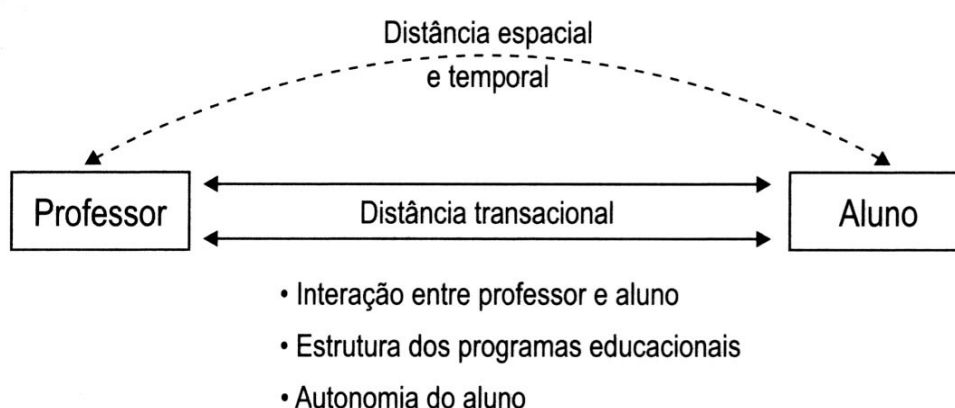 Distância espacial
e temporal
Professor
Distância transacional
Aluno
• Interação entre professor e aluno
• Estrutura dos programas educacionais
• Autonomia do aluno